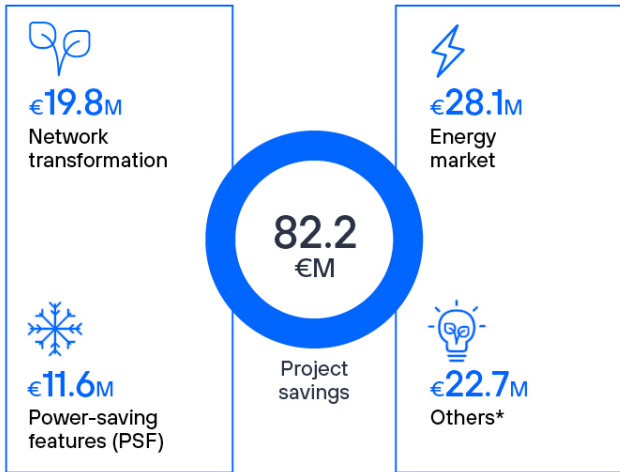 €19.8M
Network
transformation
€28.1M
Energy
market
82.2
€M
Project
savings
€11.6M
Power-saving
features (PSF)
€22.7M
Others*